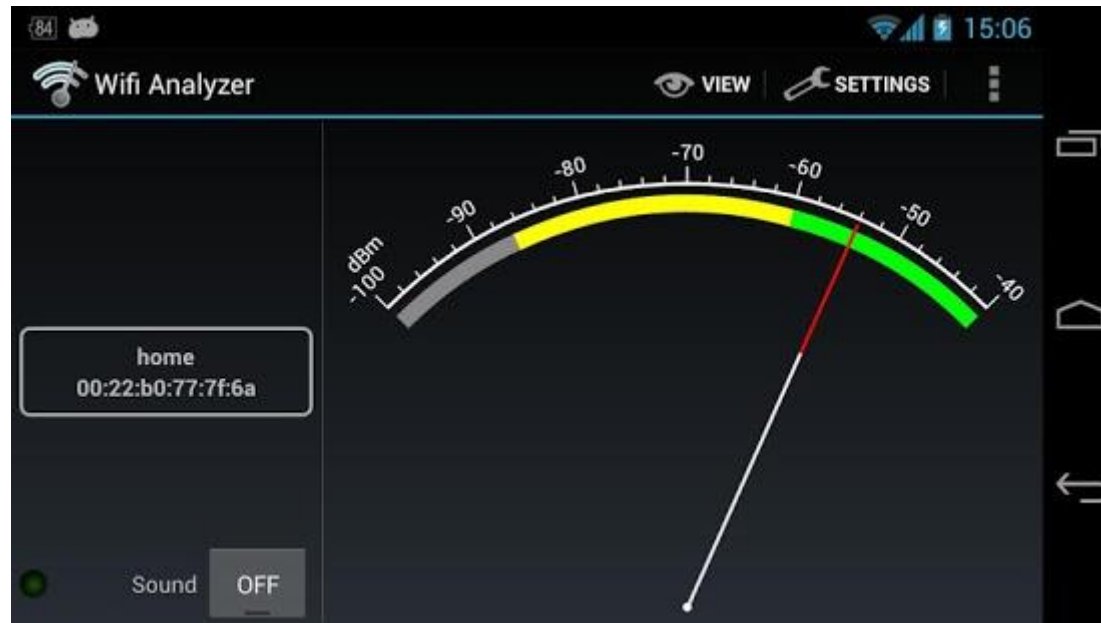 84
15:06
Wifi Analyzer
VIEW
SETTINGS
dBm
-100
-90
-80
-70
-60
-50
-40
home
00:22:b0:77:7f:6a
Sound
OFF